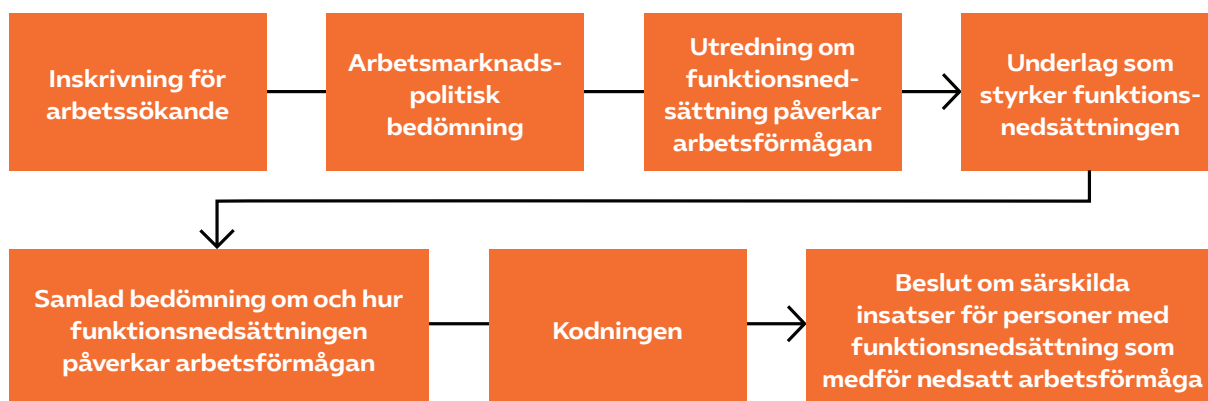 Inskrivning för
arbetssökande
Arbetsmarknads-
politisk
bedömning
Utredning om
funktionsned-
sättning påverkar
arbetsförmågan
Underlag som
styrker funktions-
nedsättningen
Samlad bedömning om och hur
funktionsnedsättningen
påverkar arbetsförmågan
Kodningen
Beslut om särskilda
insatser för personer med
funktionsnedsättning som
medför nedsatt arbetsförmåga